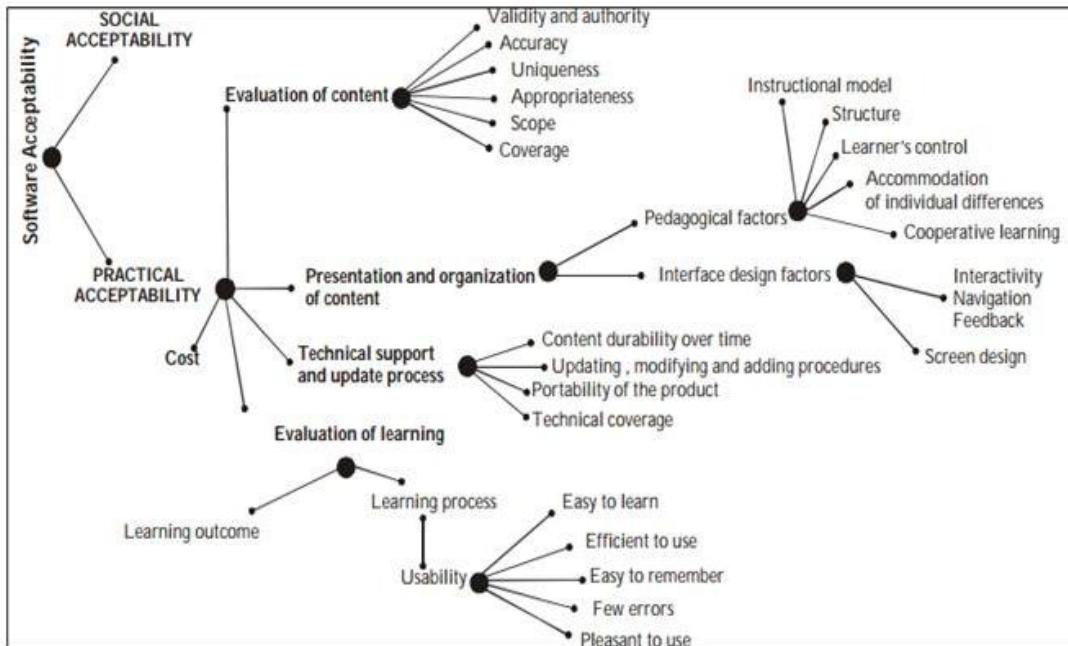 Software Acceptability
SOCIAL
ACCEPTABILITY
PRACTICAL
ACCEPTABILITY
Evaluation of content
Validity and authority
Accuracy
Uniqueness
Appropriateness
Scope
Coverage
Presentation and organization
of content
Pedagogical factors
Instructional model
Structure
Learner's control
Accommodation
of individual differences
Cooperative learning
Interface design factors
Interactivity
Navigation
Feedback
Screen design
Cost
Technical support
and update process
Content durability over time
Updating , modifying and adding procedures
Portability of the product
Technical coverage
Evaluation of learning
Learning outcome
Learning process
Usability
Easy to learn
Efficient to use
Easy to remember
Few errors
Pleasant to use